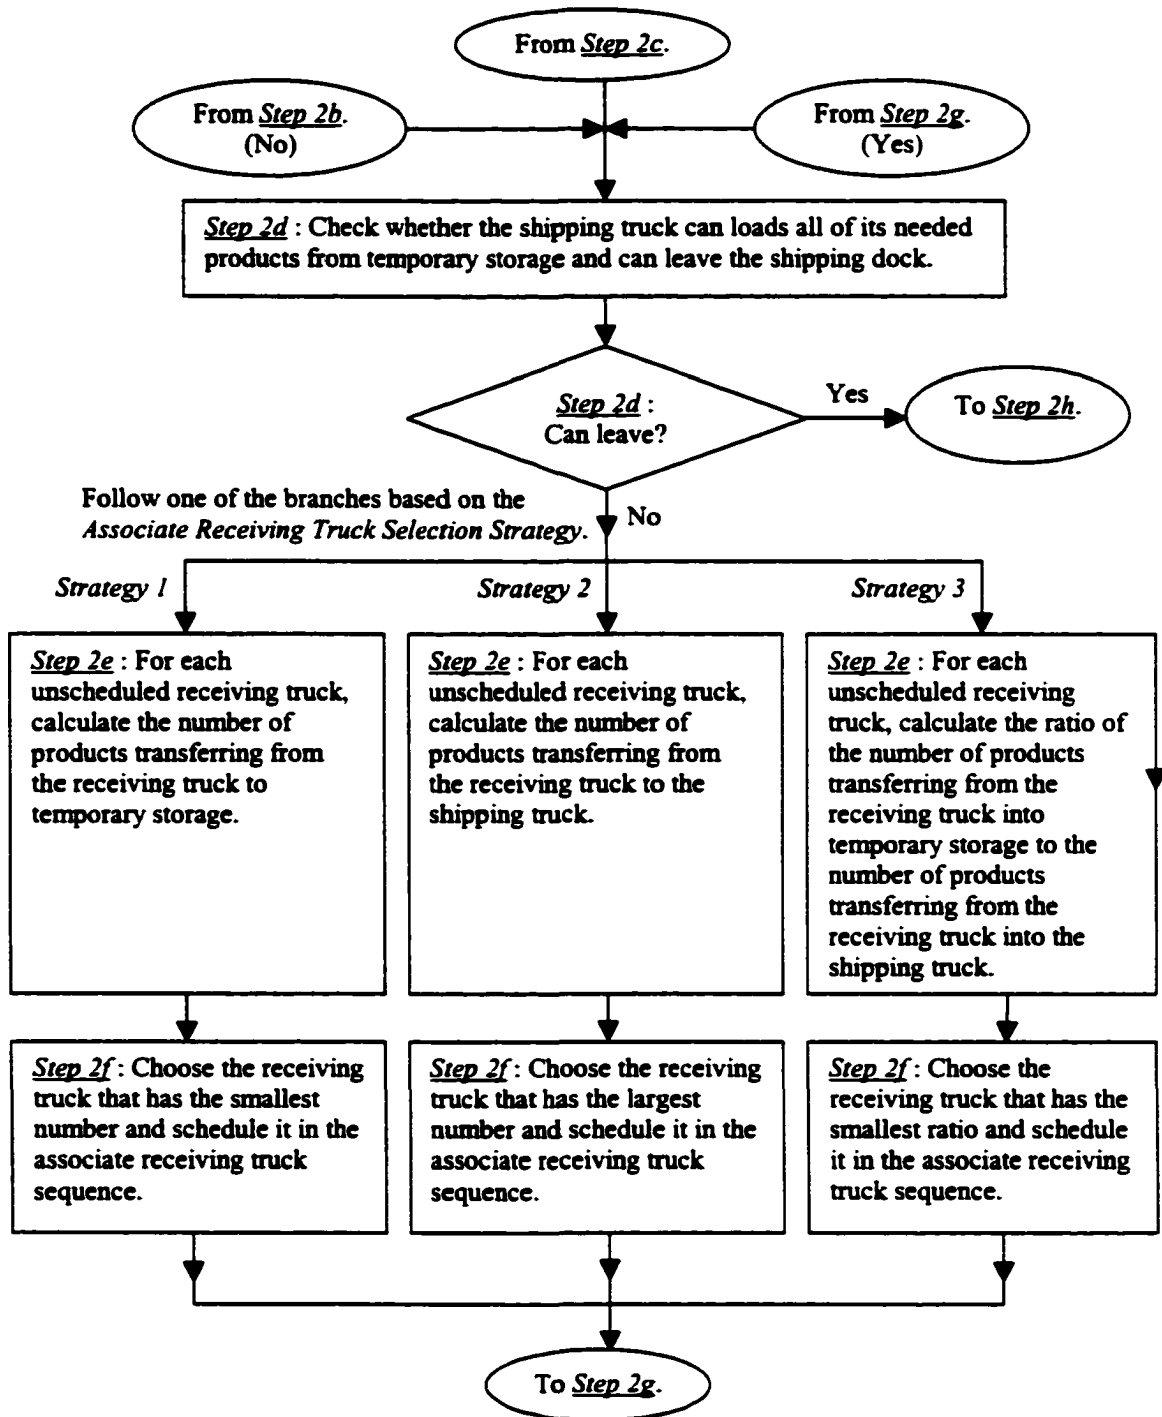 From Step 2c.
From Step 2b.
(No)
From Step 2g.
(Yes)
Step 2d : Check whether the shipping truck can loads all of its needed
products from temporary storage and can leave the shipping dock.
Step 2d :
Can leave?
Yes
To Step 2h.
Follow one of the branches based on the
Associate Receiving Truck Selection Strategy.
No
Strategy 1
Strategy 2
Strategy 3
Step 2e : For each
unscheduled receiving truck,
calculate the number of
products transferring from
the receiving truck to
temporary storage.
Step 2e : For each
unscheduled receiving truck,
calculate the number of
products transferring from
the receiving truck to the
shipping truck.
Step 2e : For each
unscheduled receiving
truck, calculate the ratio of
the number of products
transferring from the
receiving truck into
temporary storage to the
number of products
transferring from the
receiving truck into the
shipping truck.
Step 2f : Choose the receiving
truck that has the smallest
number and schedule it in the
associate receiving truck
sequence.
Step 2f : Choose the receiving
truck that has the largest
number and schedule it in the
associate receiving truck
sequence.
Step 2f : Choose the
receiving truck that has the
smallest ratio and schedule
it in the associate receiving
truck sequence.
To Step 2g.